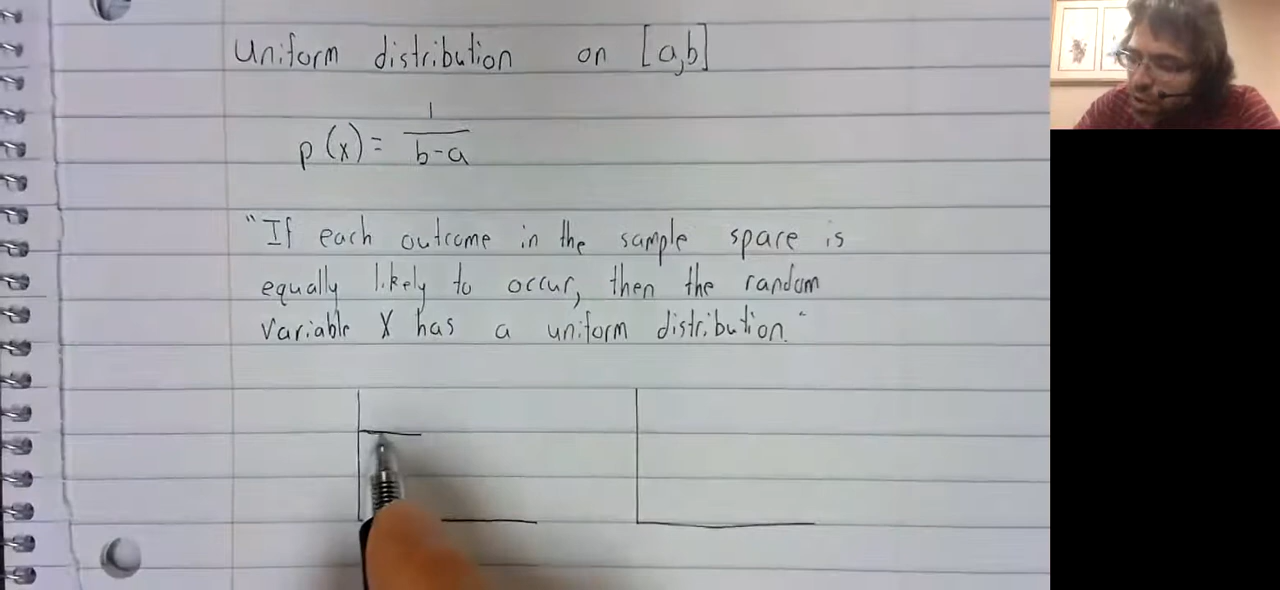 Uniform distribution on [a,b]
p(x) = 1/(b-a)
"If each outcome in the sample space is
equally likely to occur, then the random
variable X has a uniform distribution."